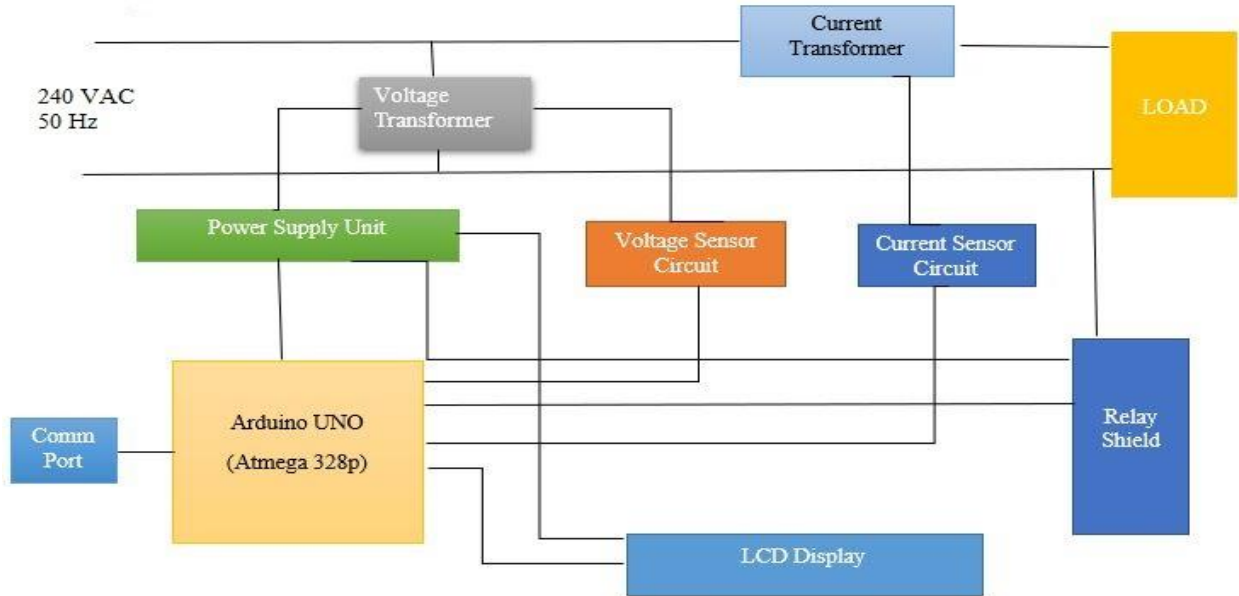 Current
Transformer
240 VAC
50 Hz
Voltage
Transformer
LOAD
Power Supply Unit
Voltage Sensor
Circuit
Current Sensor
Circuit
Arduino UNO
(Atmega 328p)
Comm
Port
Relay
Shield
LCD Display